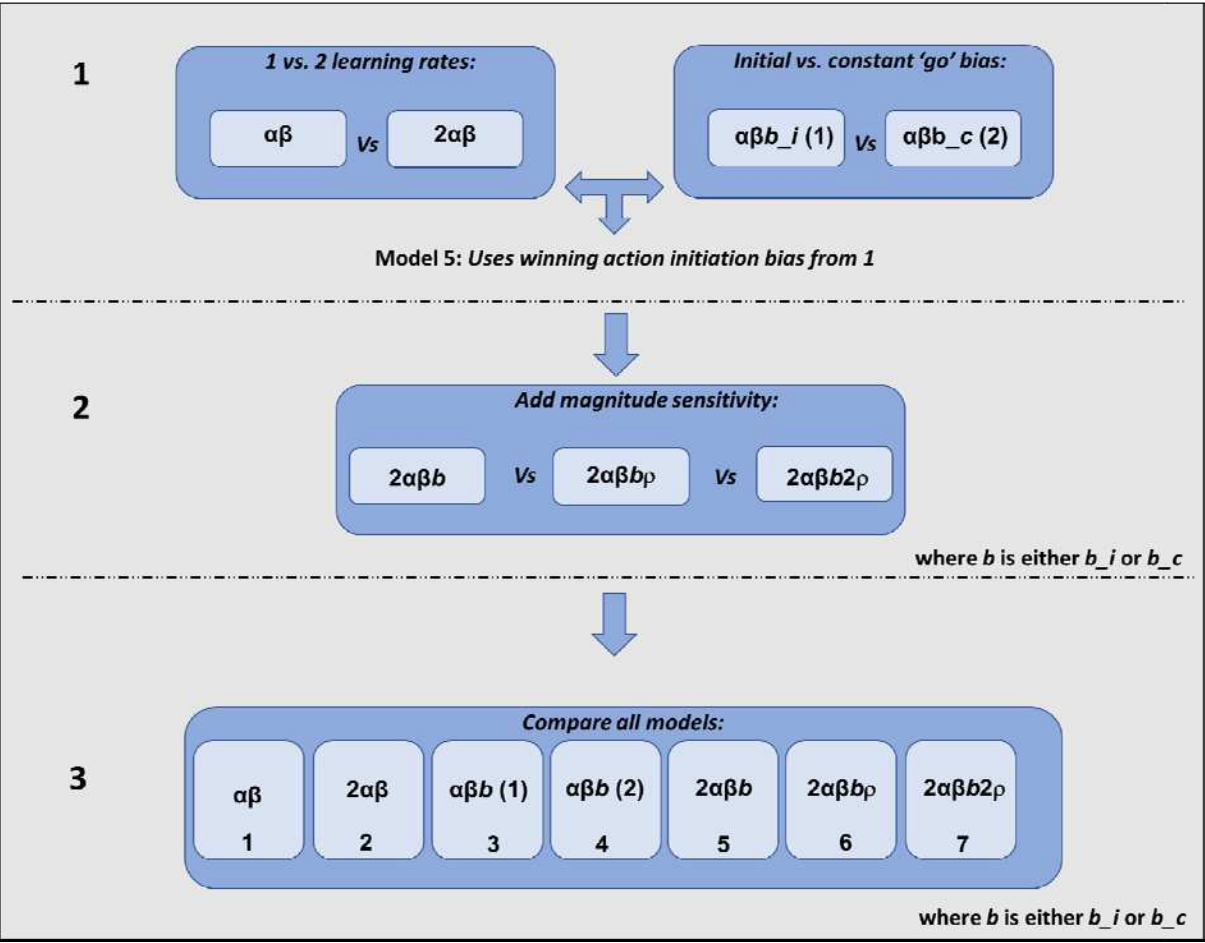 1
1 vs. 2 learning rates:
αβ Vs 2αβ
Initial vs. constant ‘go’ bias:
αβb_i (1) Vs αβb_c (2)
Model 5: Uses winning action initiation bias from 1
2
Add magnitude sensitivity:
2αβb Vs 2αβbρ Vs 2αβb2ρ
where b is either b_i or b_c
3
Compare all models:
αβ 2αβ αβb (1) αβb (2) 2αβb 2αβbρ 2αβb2ρ
1 2 3 4 5 6 7
where b is either b_i or b_c